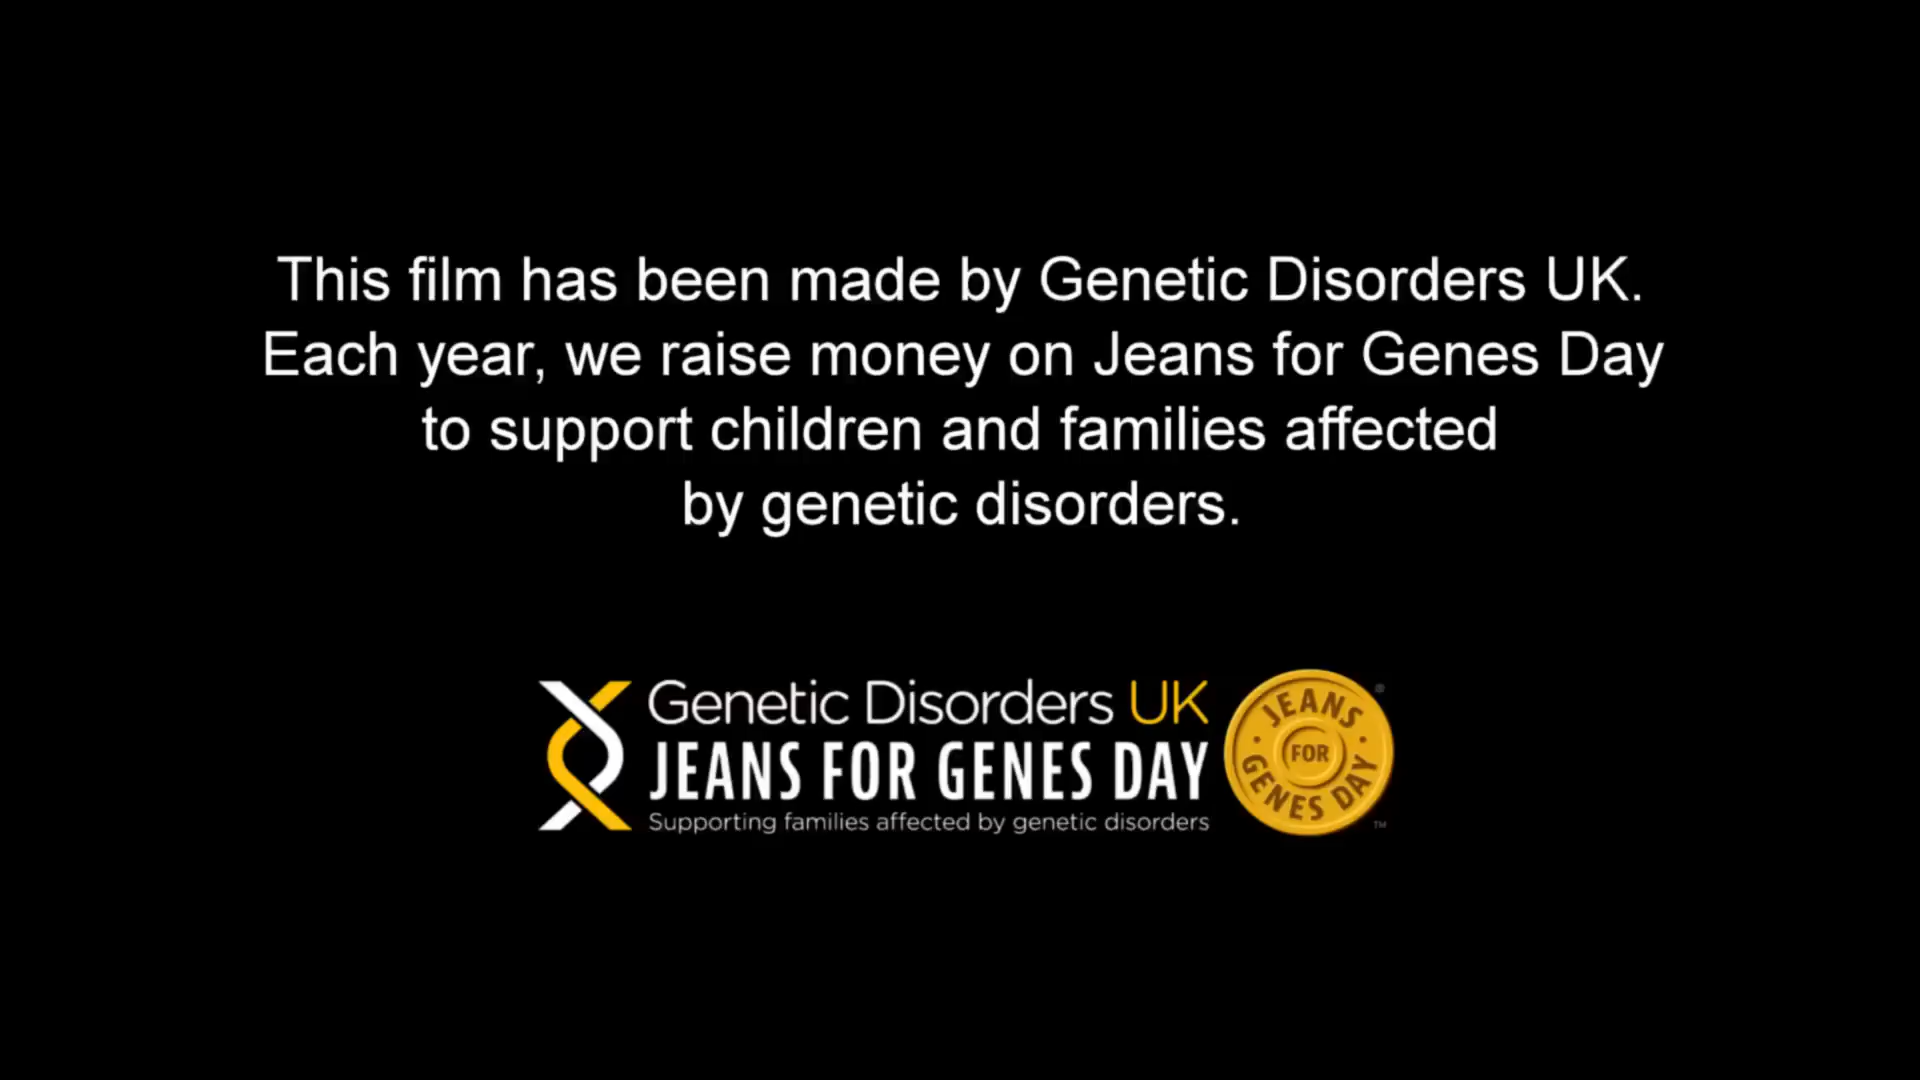 This film has been made by Genetic Disorders UK.
Each year, we raise money on Jeans for Genes Day
to support children and families affected
by genetic disorders.
Genetic Disorders UK
JEANS FOR GENES DAY
Supporting families affected by genetic disorders
JEANS
FOR
GENES DAY
®
™